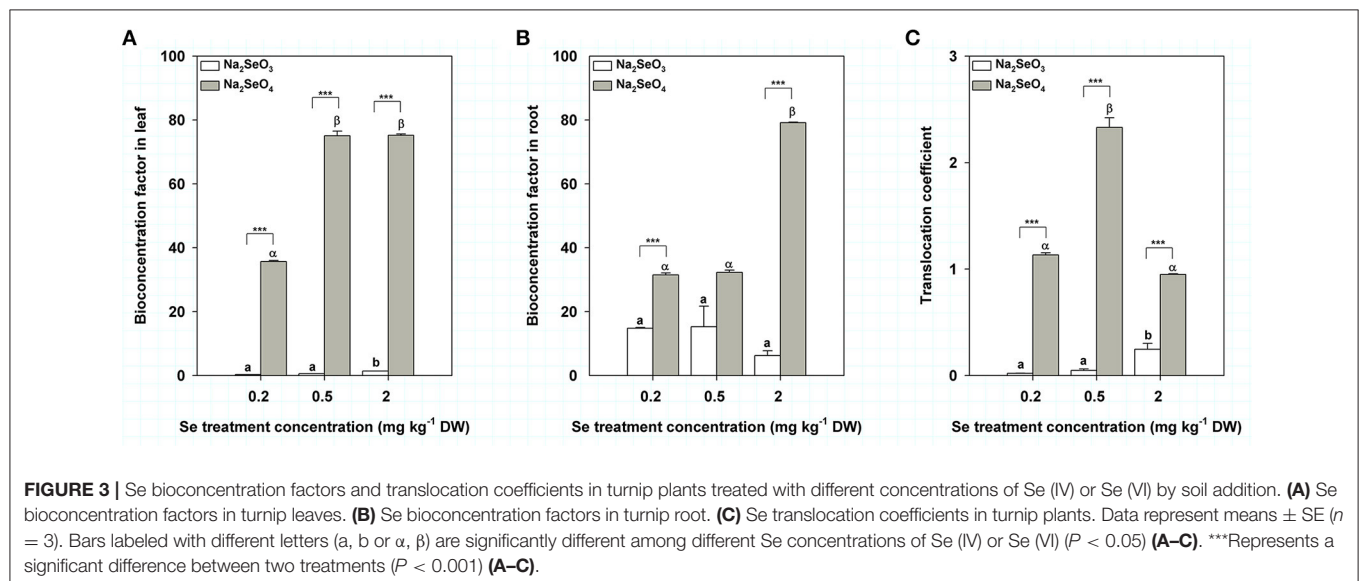 A
100
80
60
40
20
0
Bioconcentration factor in leaf
Na₂SeO₃
Na₂SeO₄
***
***
***
a
α
a
β
b
β
0.2
0.5
2
Se treatment concentration (mg kg⁻¹ DW)
B
100
80
60
40
20
0
Bioconcentration factor in root
Na₂SeO₃
Na₂SeO₄
***
***
a
α
a
α
a
β
0.2
0.5
2
Se treatment concentration (mg kg⁻¹ DW)
C
3
2
1
0
Translocation coefficient
Na₂SeO₃
Na₂SeO₄
***
***
***
a
α
a
β
b
α
0.2
0.5
2
Se treatment concentration (mg kg⁻¹ DW)
FIGURE 3 | Se bioconcentration factors and translocation coefficients in turnip plants treated with different concentrations of Se (IV) or Se (VI) by soil addition. (A) Se
bioconcentration factors in turnip leaves. (B) Se bioconcentration factors in turnip root. (C) Se translocation coefficients in turnip plants. Data represent means ± SE (n
= 3). Bars labeled with different letters (a, b or α, β) are significantly different among different Se concentrations of Se (IV) or Se (VI) (P < 0.05) (A–C). ***Represents a
significant difference between two treatments (P < 0.001) (A–C).